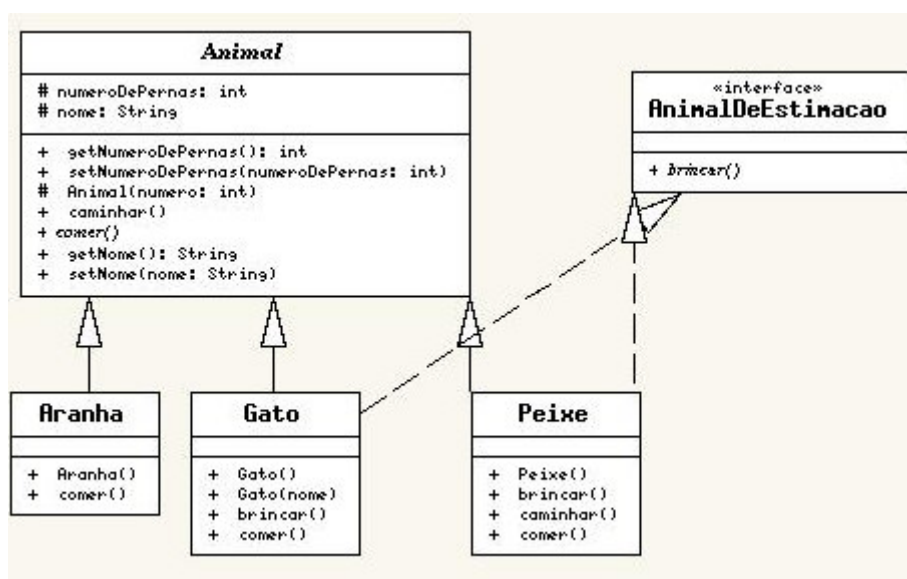 Animal
# numeroDePernas: int
# nome: String
+ getNumeroDePernas(): int
+ setNumeroDePernas(numeroDePernas: int)
# Animal(numero: int)
+ caminhar()
+ comer()
+ getNome(): String
+ setNome(nome: String)
«interface»
AnimalDeEstimacao
+ brincar()
Aranha
+ Aranha()
+ comer()
Gato
+ Gato()
+ Gato(nome)
+ brincar()
+ comer()
Peixe
+ Peixe()
+ brincar()
+ caminhar()
+ comer()